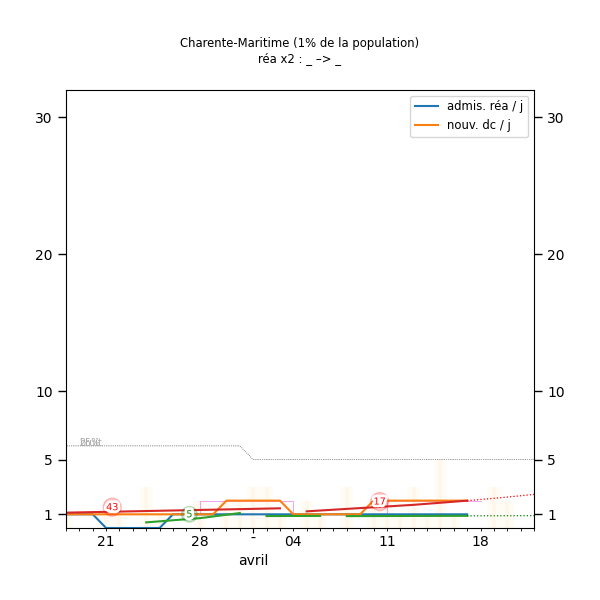 Charente-Maritime (1% de la population)
réa x2 : _ –> _
admis. réa / j
nouv. dc / j
30 30
20 20
10 10
5 5
1 1
43
5
17
21 28 04 11 18
avril